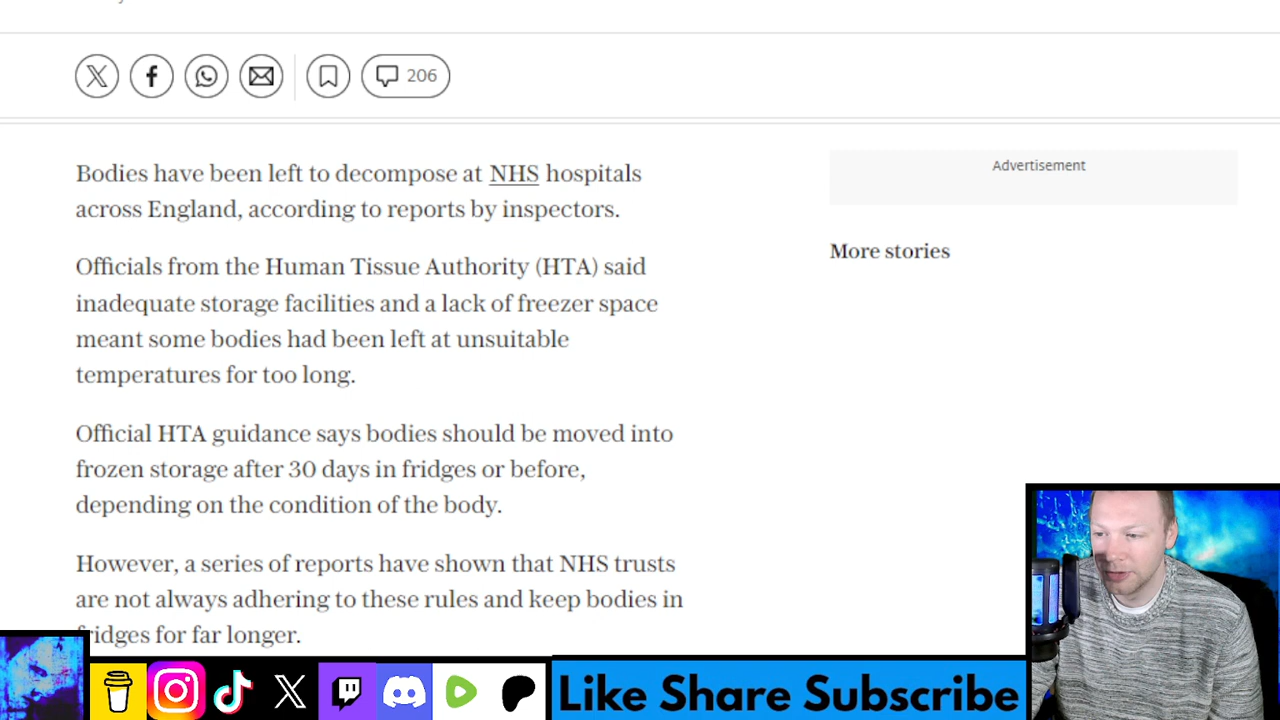 206
Bodies have been left to decompose at NHS hospitals
across England, according to reports by inspectors.
Officials from the Human Tissue Authority (HTA) said
inadequate storage facilities and a lack of freezer space
meant some bodies had been left at unsuitable
temperatures for too long.
Official HTA guidance says bodies should be moved into
frozen storage after 30 days in fridges or before,
depending on the condition of the body.
However, a series of reports have shown that NHS trusts
are not always adhering to these rules and keep bodies in
fridges for far longer.
Advertisement
More stories
Like Share Subscribe